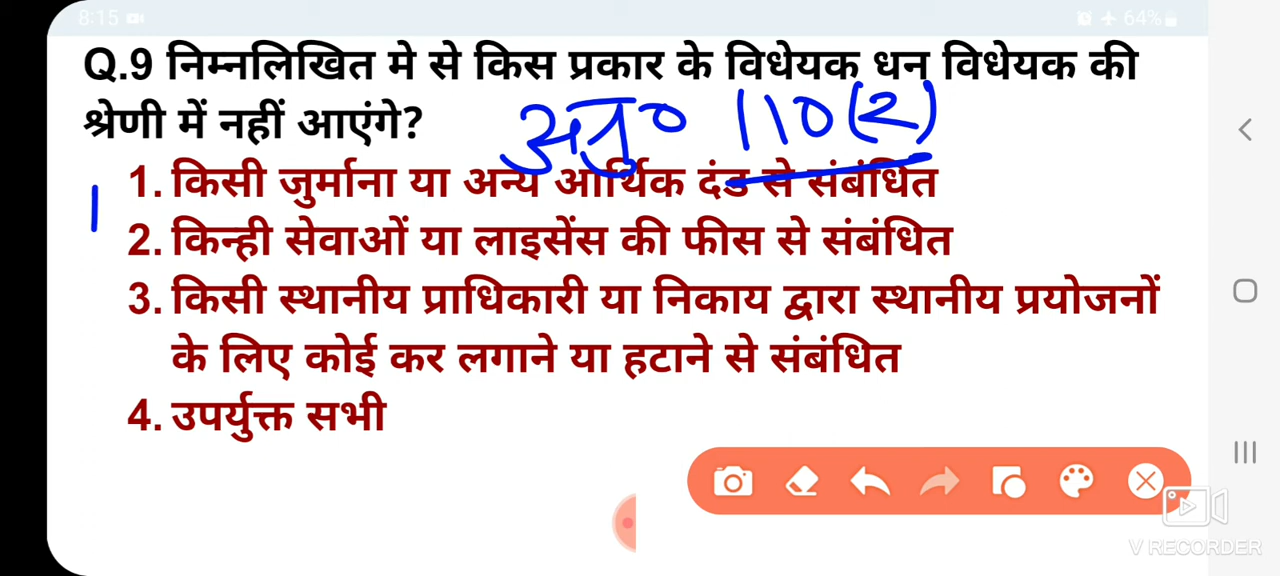 8:15
64%
Q.9 निम्नलिखित मे से किस प्रकार के विधेयक धन विधेयक की
श्रेणी में नहीं आएंगे?
अनु० 110(2)
1. किसी जुर्माना या अन्य आर्थिक दंड से संबंधित
2. किन्ही सेवाओं या लाइसेंस की फीस से संबंधित
3. किसी स्थानीय प्राधिकारी या निकाय द्वारा स्थानीय प्रयोजनों
के लिए कोई कर लगाने या हटाने से संबंधित
4. उपर्युक्त सभी
V RECORDER